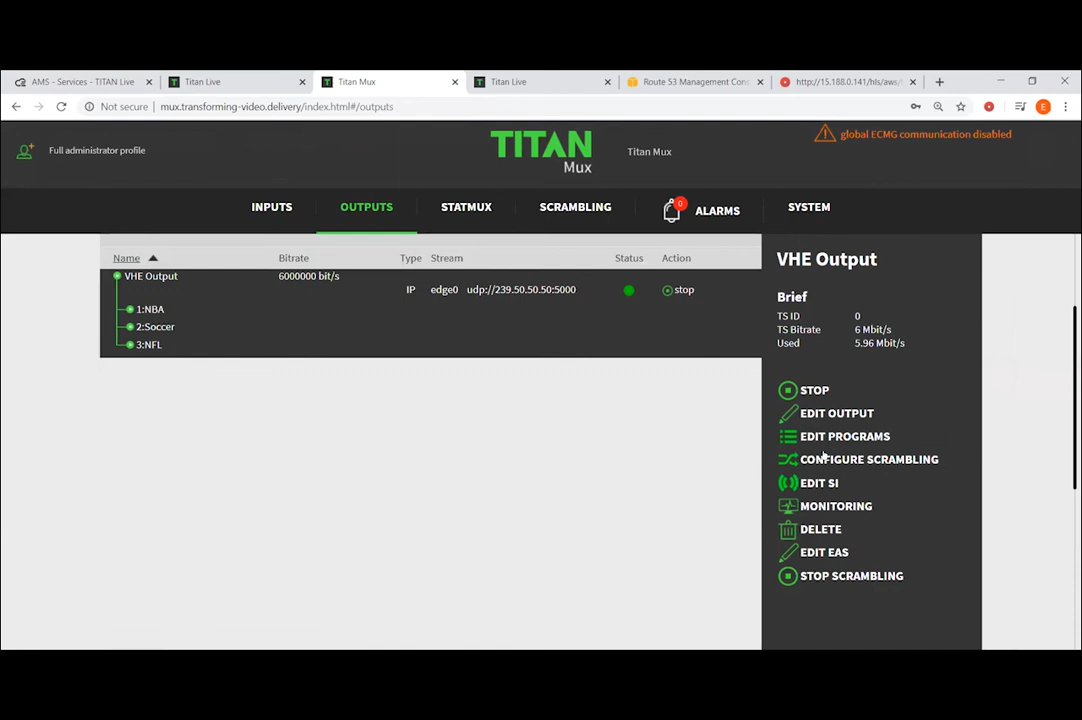 AMS - Services - TITAN Live
Titan Live
Titan Mux
Titan Live
Route 53 Management Con
http://15.188.0.141/hls/aws/
Not secure | mux.transforming-video.delivery/index.html#/outputs
E
Full administrator profile
TITAN
Mux
Titan Mux
global ECMG communication disabled
INPUTS
OUTPUTS
STATMUX
SCRAMBLING
0
ALARMS
SYSTEM
Name
Bitrate
Type
Stream
Status
Action
VHE Output
6000000 bit/s
IP
edge0 udp://239.50.50.50:5000
stop
1:NBA
2:Soccer
3:NFL
VHE Output
Brief
TS ID 0
TS Bitrate 6 Mbit/s
Used 5.96 Mbit/s
STOP
EDIT OUTPUT
EDIT PROGRAMS
CONFIGURE SCRAMBLING
EDIT SI
MONITORING
DELETE
EDIT EAS
STOP SCRAMBLING